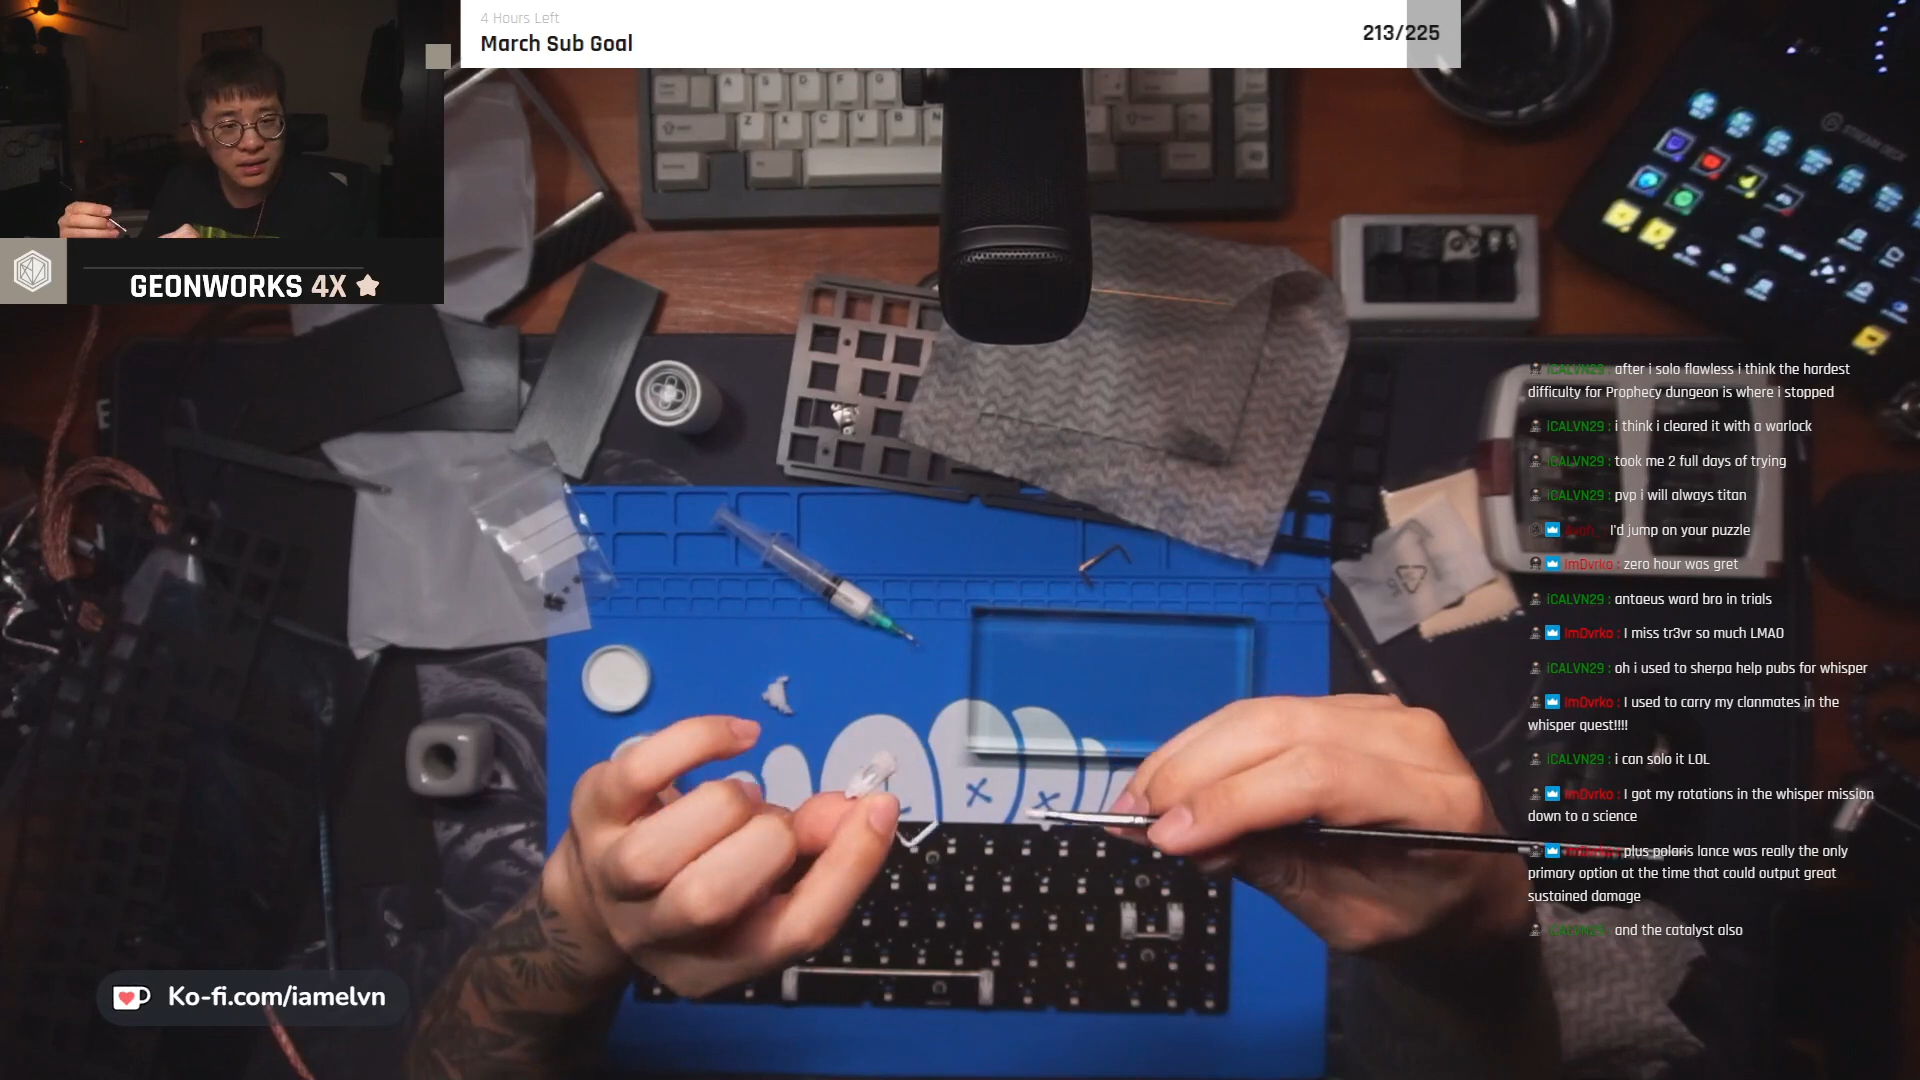 4 Hours Left
March Sub Goal
213/225
GEONWORKS 4X
STREAM DECK
A S D F G
Z X C V B N
iCALVN29 : after i solo flawless i think the hardest
difficulty for Prophecy dungeon is where i stopped
iCALVN29 : i think i cleared it with a warlock
iCALVN29 : took me 2 full days of trying
iCALVN29 : pvp i will always titan
I'd jump on your puzzle
ImDvrko : zero hour was gret
iCALVN29 : antaeus ward bro in trials
ImDvrko : I miss tr3vr so much LMAO
iCALVN29 : oh i used to sherpa help pubs for whisper
ImDvrko : I used to carry my clanmates in the
whisper quest!!!!
iCALVN29 : i can solo it LOL
ImDvrko : I got my rotations in the whisper mission
down to a science
plus polaris lance was really the only
primary option at the time that could output great
sustained damage
iCALVN29 : and the catalyst also
Ko-fi.com/iamelvn